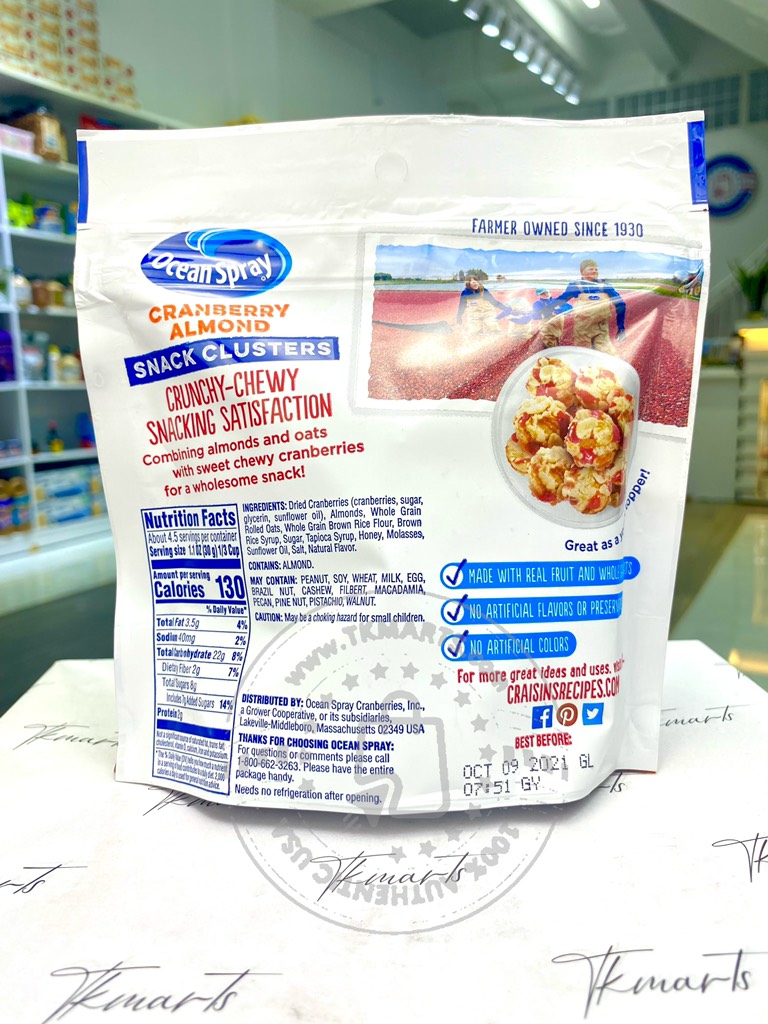 FARMER OWNED SINCE 1930
Ocean Spray
CRANBERRY
ALMOND
SNACK CLUSTERS
CRUNCHY-CHEWY
SNACKING SATISFACTION
Combining almonds and oats
with sweet chewy cranberries
for a wholesome snack!
Nutrition Facts
About 4.5 servings per container
Serving size 1.1 OZ (30 g) 1/3 Cup
Amount per serving
Calories 130
% Daily Value*
Total Fat 3.5g 4%
Sodium 40mg 2%
Total Carbohydrate 22g 8%
Dietary Fiber 2g 7%
Total Sugars 8g
Includes 7g Added Sugars 14%
Protein 2g
INGREDIENTS: Dried Cranberries (cranberries, sugar,
glycerin, sunflower oil), Almonds, Whole Grain
Rolled Oats, Whole Grain Brown Rice Flour, Brown
Rice Syrup, Sugar, Tapioca Syrup, Honey, Molasses,
Sunflower Oil, Salt, Natural Flavor.
CONTAINS: ALMOND.
MAY CONTAIN: PEANUT, SOY, WHEAT, MILK, EGG,
BRAZIL NUT, CASHEW, FILBERT, MACADAMIA,
PECAN, PINE NUT, PISTACHIO, WALNUT.
CAUTION: May be a choking hazard for small children.
DISTRIBUTED BY: Ocean Spray Cranberries, Inc.,
a Grower Cooperative, or its subsidiaries,
Lakeville-Middleboro, Massachusetts 02349 USA
THANKS FOR CHOOSING OCEAN SPRAY:
For questions or comments please call
1-800-662-3263. Please have the entire
package handy.
Needs no refrigeration after opening.
Great as a
MADE WITH REAL FRUIT AND WHOLE
NO ARTIFICIAL FLAVORS OR
NO ARTIFICIAL COLORS
For more great ideas and uses,
CRAISINSRECIPES.COM
BEST BEFORE:
OCT 09 2021 GL
07:51 GY
WWW.TKMARTS.COM
100% AUTHENTIC USA
Tkmarts
Tkmarts
Tkmarts